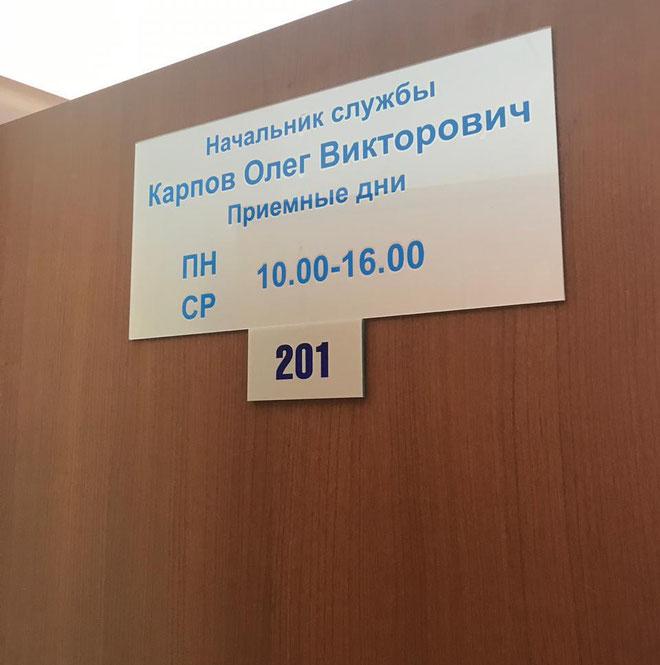 Начальник службы
Карпов Олег Викторович
Приемные дни
ПН
СР
10.00-16.00
201